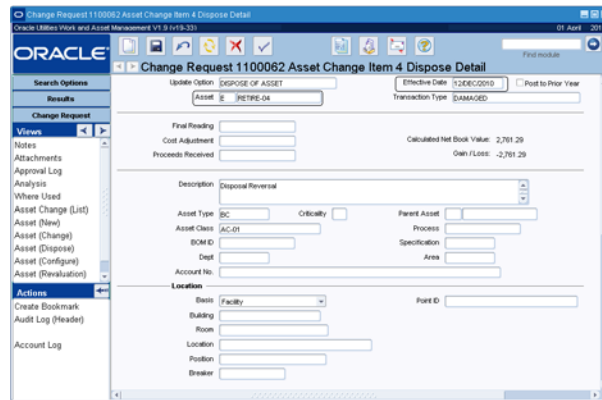 Change Request 1100062 Asset Change Item 4 Dispose Detail
Oracle Utilities Work and Asset Management V1.9 (v19-33) 01 April 201
ORACLE
Find module
Change Request 1100062 Asset Change Item 4 Dispose Detail
Search Options
Results
Change Request
Views
Notes
Attachments
Approval Log
Analysis
Where Used
Asset Change (List)
Asset (New)
Asset (Change)
Asset (Dispose)
Asset (Configure)
Asset (Revaluation)
Actions
Create Bookmark
Audit Log (Header)
Account Log
Update Option DISPOSE OF ASSET Effective Date 12/DEC/2010 Post to Prior Year
Asset E RETIRE-04 Transaction Type DAMAGED
Final Reading
Cost Adjustment Calculated Net Book Value: 2,761.29
Proceeds Received Gain / Loss: -2,761.29
Description Disposal Reversal
Asset Type BC Criticality Parent Asset
Asset Class AC-01 Process
BOM ID Specification
Dept Area
Account No.
Location
Basis Facility Point ID
Building
Room
Location
Position
Breaker